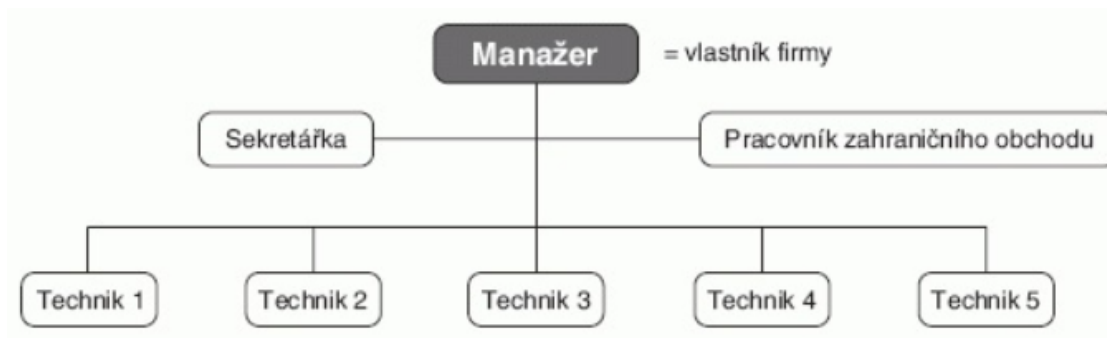 Manažer
= vlastník firmy
Sekretářka
Pracovník zahraničního obchodu
Technik 1
Technik 2
Technik 3
Technik 4
Technik 5